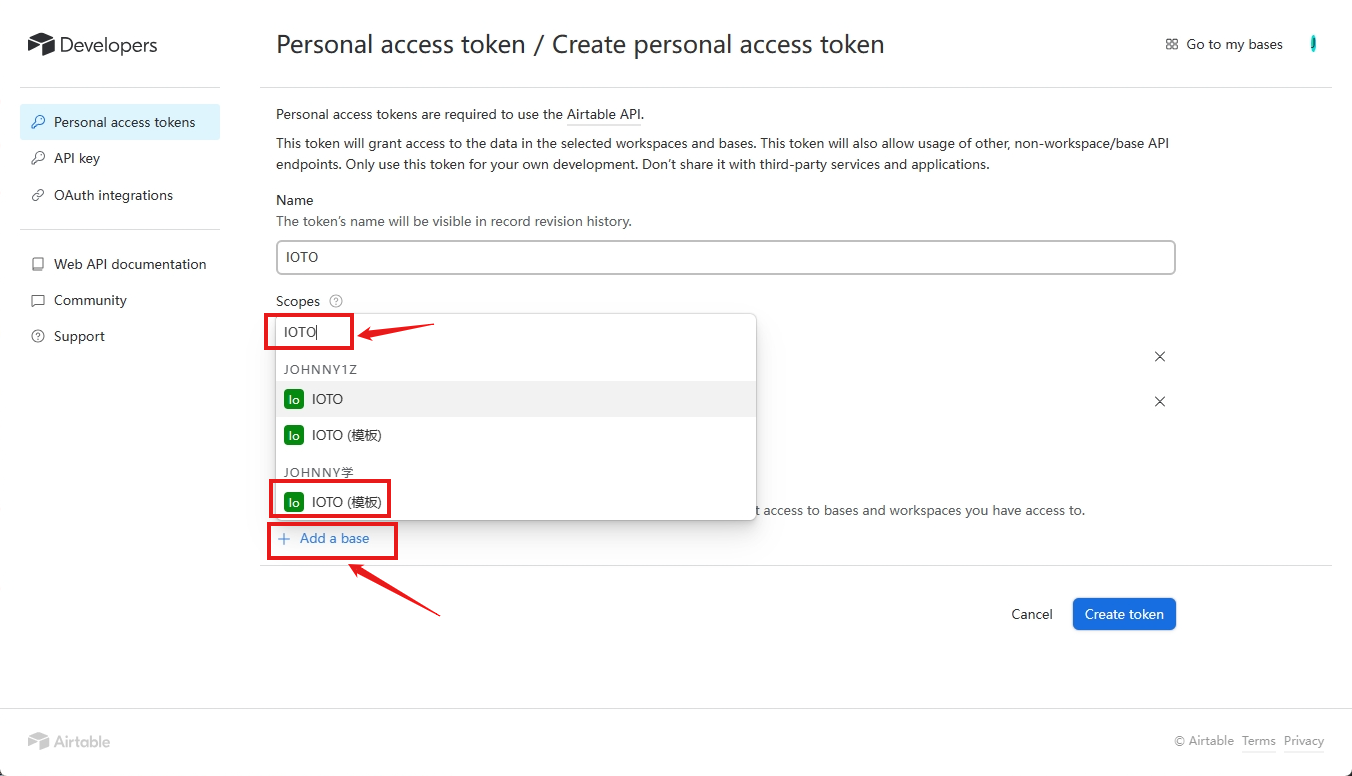 Developers
Personal access token / Create personal access token
Go to my bases
Personal access tokens
API key
OAuth integrations
Web API documentation
Community
Support
Personal access tokens are required to use the Airtable API.
This token will grant access to the data in the selected workspaces and bases. This token will also allow usage of other, non-workspace/base API
endpoints. Only use this token for your own development. Don't share it with third-party services and applications.
Name
The token's name will be visible in record revision history.
IOTO
Scopes ?
IOTO
JOHNNY1Z
Io IOTO
Io IOTO (模板)
JOHNNY学
Io IOTO (模板)
t access to bases and workspaces you have access to.
+ Add a base
Cancel
Create token
Airtable
© Airtable Terms Privacy